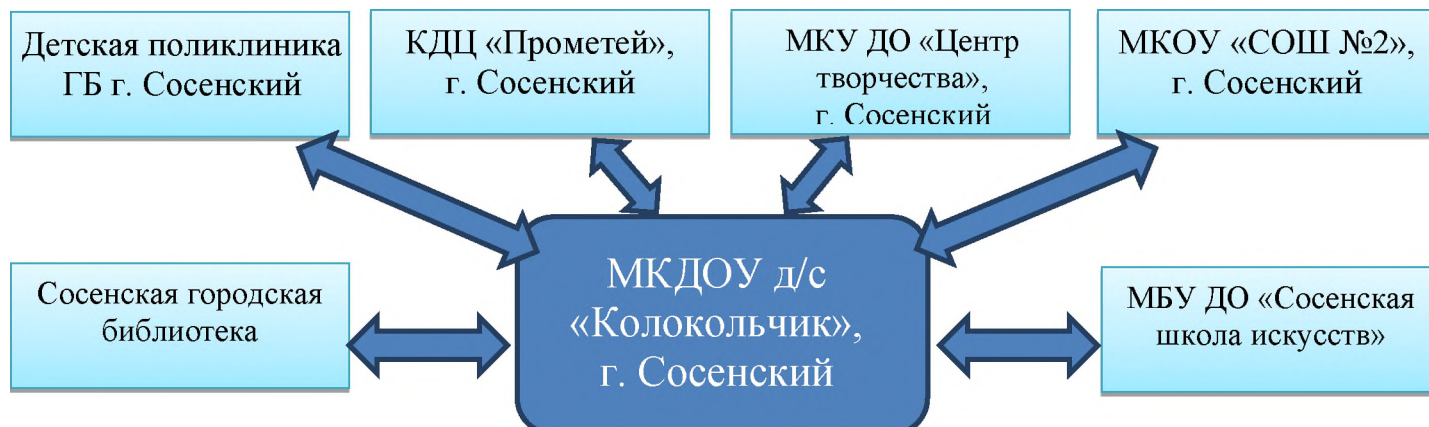 Детская поликлиника
ГБ г. Сосенский
КДЦ «Прометей»,
г. Сосенский
МКУ ДО «Центр
творчества»,
г. Сосенский
МКОУ «СОШ №2»,
г. Сосенский
Сосенская городская
библиотека
МКДОУ д/с
«Колокольчик»,
г. Сосенский
МБУ ДО «Сосенская
школа искусств»